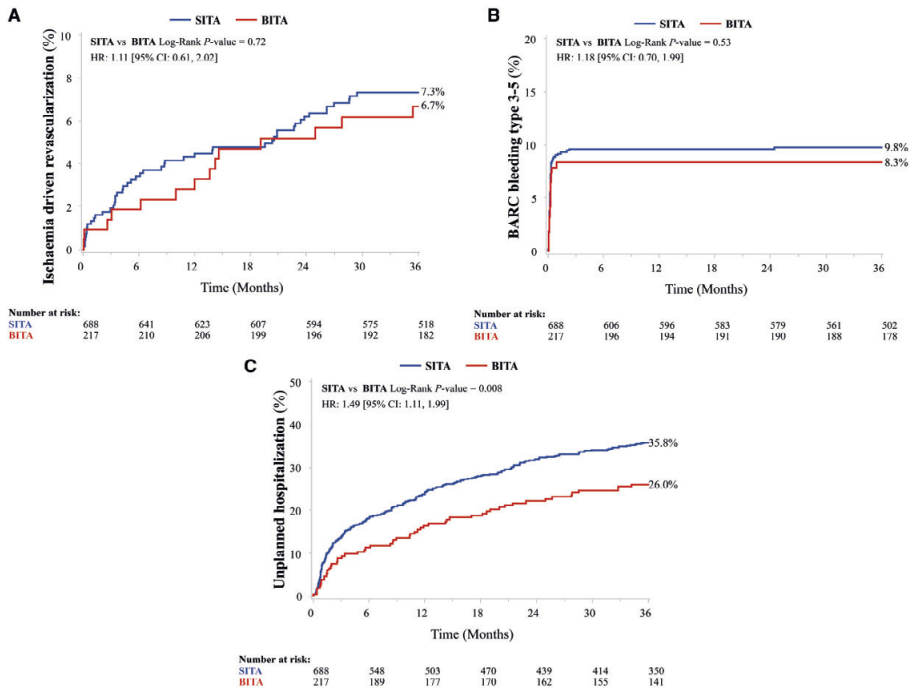 A
SITA BITA
SITA vs BITA Log-Rank P-value = 0.72
HR: 1.11 [95% CI: 0.61, 2.02]
Ischaemia driven revascularization (%)
10
8
6
4
2
0
7.3%
6.7%
0 6 12 18 24 30 36
Time (Months)
Number at risk:
SITA 688 641 623 607 594 575 518
BITA 217 210 206 199 196 192 182
B
SITA BITA
SITA vs BITA Log-Rank P-value = 0.53
HR: 1.18 [95% CI: 0.70, 1.99]
BARC bleeding type 3-5 (%)
20
15
10
5
0
9.8%
8.3%
0 6 12 18 24 30 36
Time (Months)
Number at risk:
SITA 688 606 596 583 579 561 502
BITA 217 196 194 191 190 188 178
C
SITA BITA
SITA vs BITA Log-Rank P-value = 0.008
HR: 1.49 [95% CI: 1.11, 1.99]
Unplanned hospitalization (%)
50
40
30
20
10
0
35.8%
26.0%
0 6 12 18 24 30 36
Time (Months)
Number at risk:
SITA 688 548 503 470 439 414 350
BITA 217 189 177 170 162 155 141